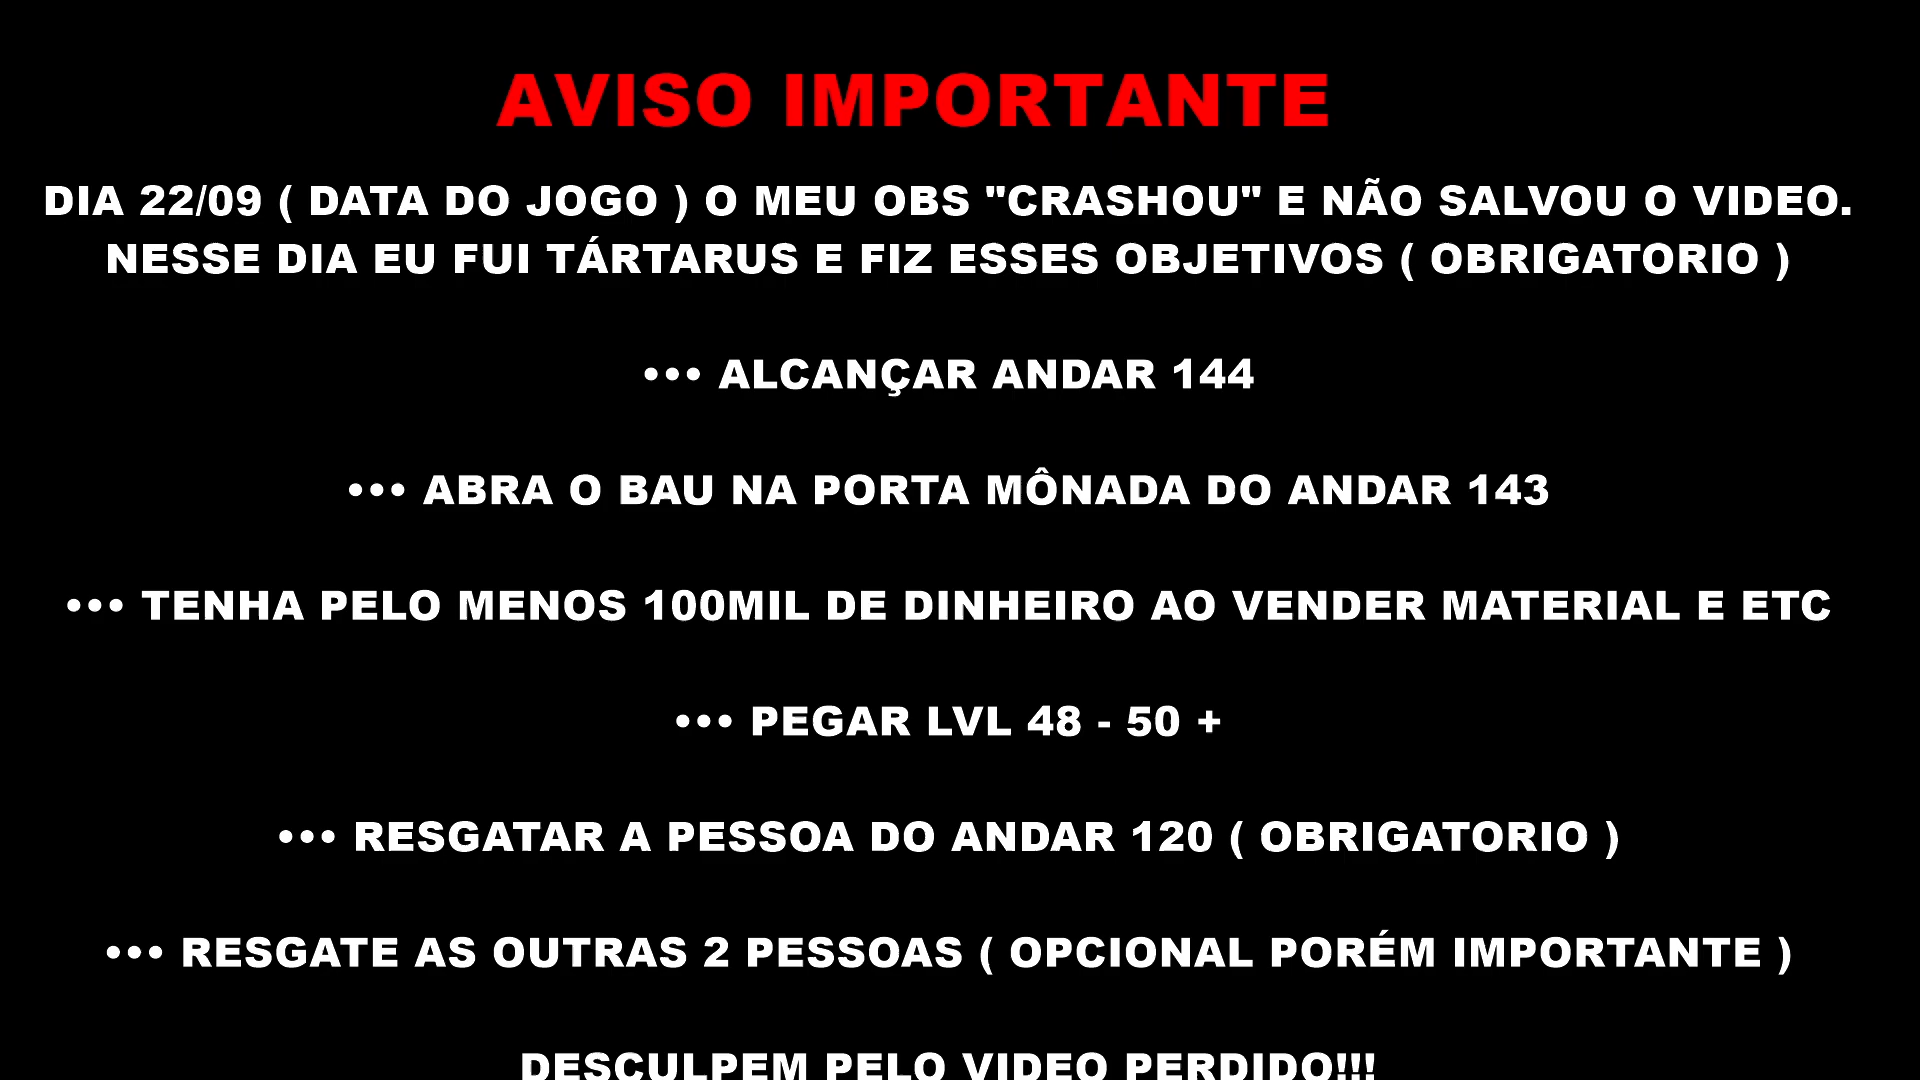 AVISO IMPORTANTE
DIA 22/09 ( DATA DO JOGO ) O MEU OBS "CRASHOU" E NÃO SALVOU O VIDEO.
NESSE DIA EU FUI TÁRTARUS E FIZ ESSES OBJETIVOS ( OBRIGATORIO )
••• ALCANÇAR ANDAR 144
••• ABRA O BAU NA PORTA MÔNADA DO ANDAR 143
••• TENHA PELO MENOS 100MIL DE DINHEIRO AO VENDER MATERIAL E ETC
••• PEGAR LVL 48 - 50 +
••• RESGATAR A PESSOA DO ANDAR 120 ( OBRIGATORIO )
••• RESGATE AS OUTRAS 2 PESSOAS ( OPCIONAL PORÉM IMPORTANTE )
DESCULPEM PELO VIDEO PERDIDO!!!